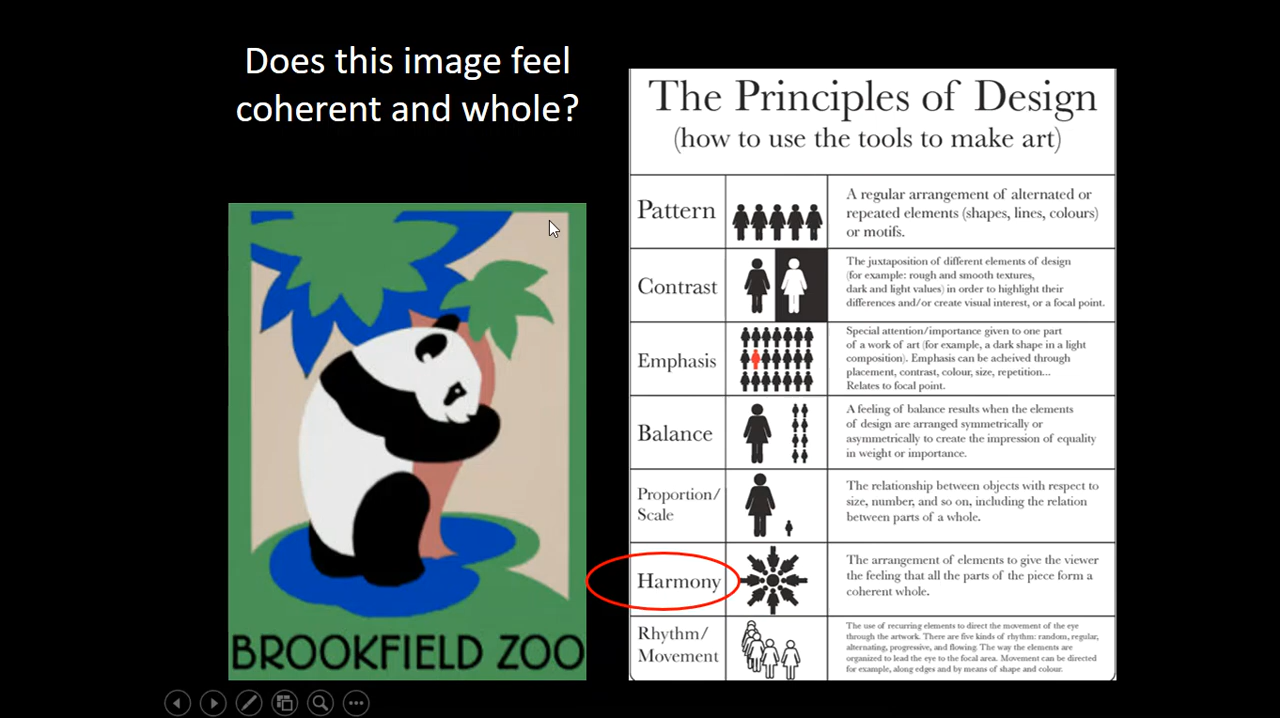 Does this image feel
coherent and whole?
BROOKFIELD ZOO
The Principles of Design
(how to use the tools to make art)
Pattern
A regular arrangement of alternated or
repeated elements (shapes, lines, colours)
or motifs.
Contrast
The juxtaposition of different elements of design
(for example: rough and smooth textures,
dark and light values) in order to highlight their
differences and/or create visual interest, or a focal point.
Emphasis
Special attention/importance given to one part
of a work of art (for example, a dark shape in a light
composition). Emphasis can be acheived through
placement, contrast, colour, size, repetition...
Relates to focal point.
Balance
A feeling of balance results when the elements
of design are arranged symmetrically or
asymmetrically to create the impression of equality
in weight or importance.
Proportion/
Scale
The relationship between objects with respect to
size, number, and so on, including the relation
between parts of a whole.
Harmony
The arrangement of elements to give the viewer
the feeling that all the parts of the piece form a
coherent whole.
Rhythm/
Movement
The use of recurring elements to direct the movement of the eye
through the artwork. There are five kinds of rhythm: random, regular,
alternating, progressive, and flowing. The way the elements are
organized to lead the eye to the focal area. Movement can be directed
for example, along edges and by means of shape and colour.